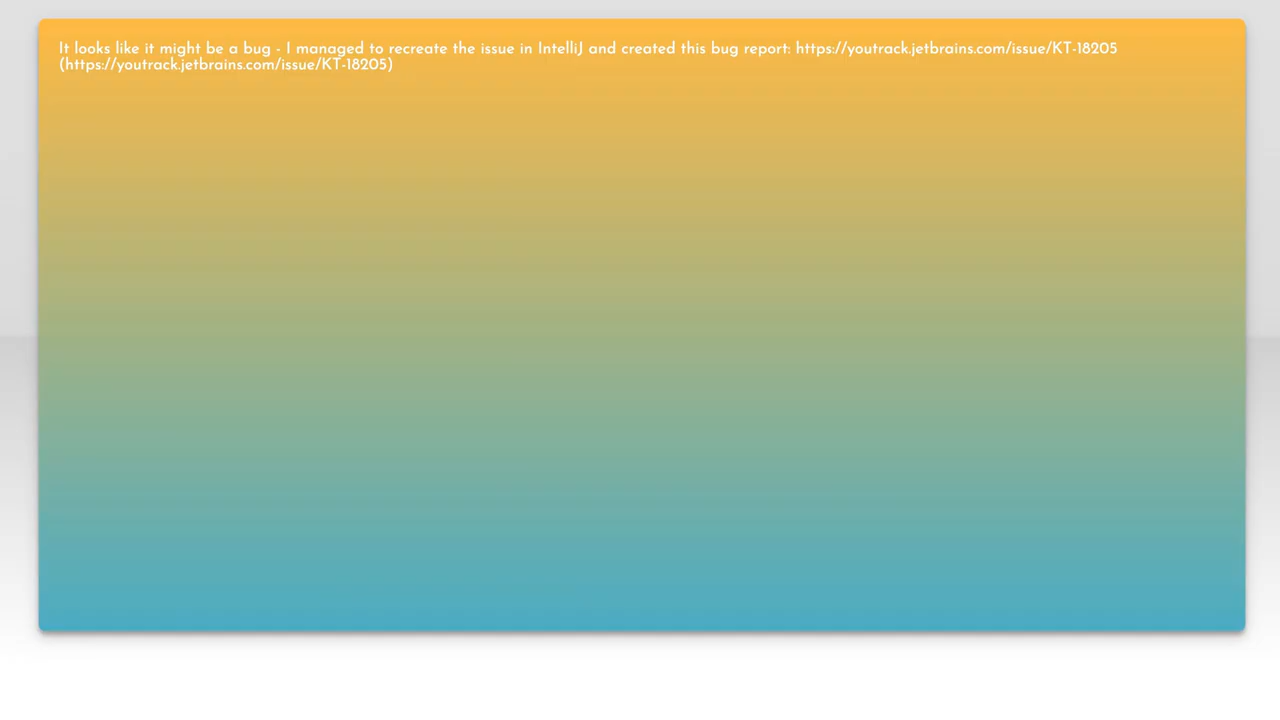 It looks like it might be a bug - I managed to recreate the issue in IntelliJ and created this bug report: https://youtrack.jetbrains.com/issue/KT-18205
(https://youtrack.jetbrains.com/issue/KT-18205)